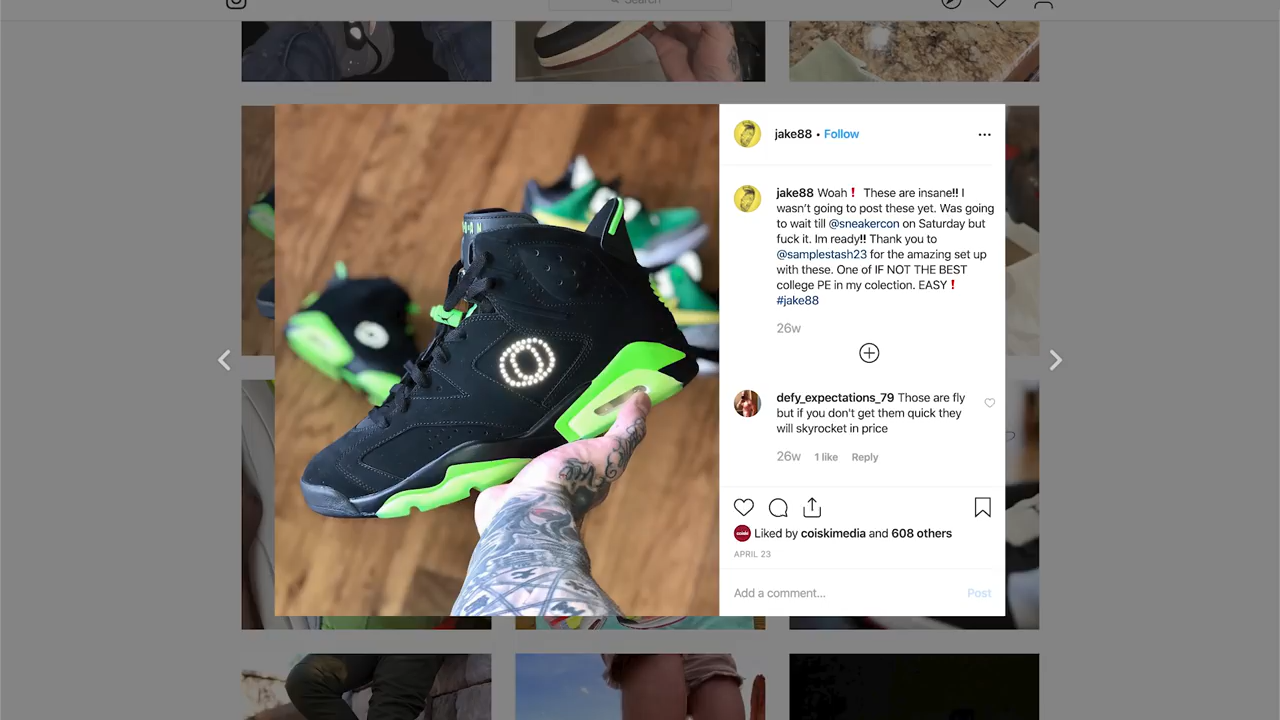 Search
jake88 • Follow
jake88 Woah❗ These are insane‼ I
wasn't going to post these yet. Was going
to wait till @sneakercon on Saturday but
fuck it. Im ready‼ Thank you to
@samplestash23 for the amazing set up
with these. One of IF NOT THE BEST
college PE in my colection. EASY❗
#jake88
26w
defy_expectations_79 Those are fly
but if you don't get them quick they
will skyrocket in price
26w 1 like Reply
Liked by coiskimedia and 608 others
APRIL 23
Add a comment... Post